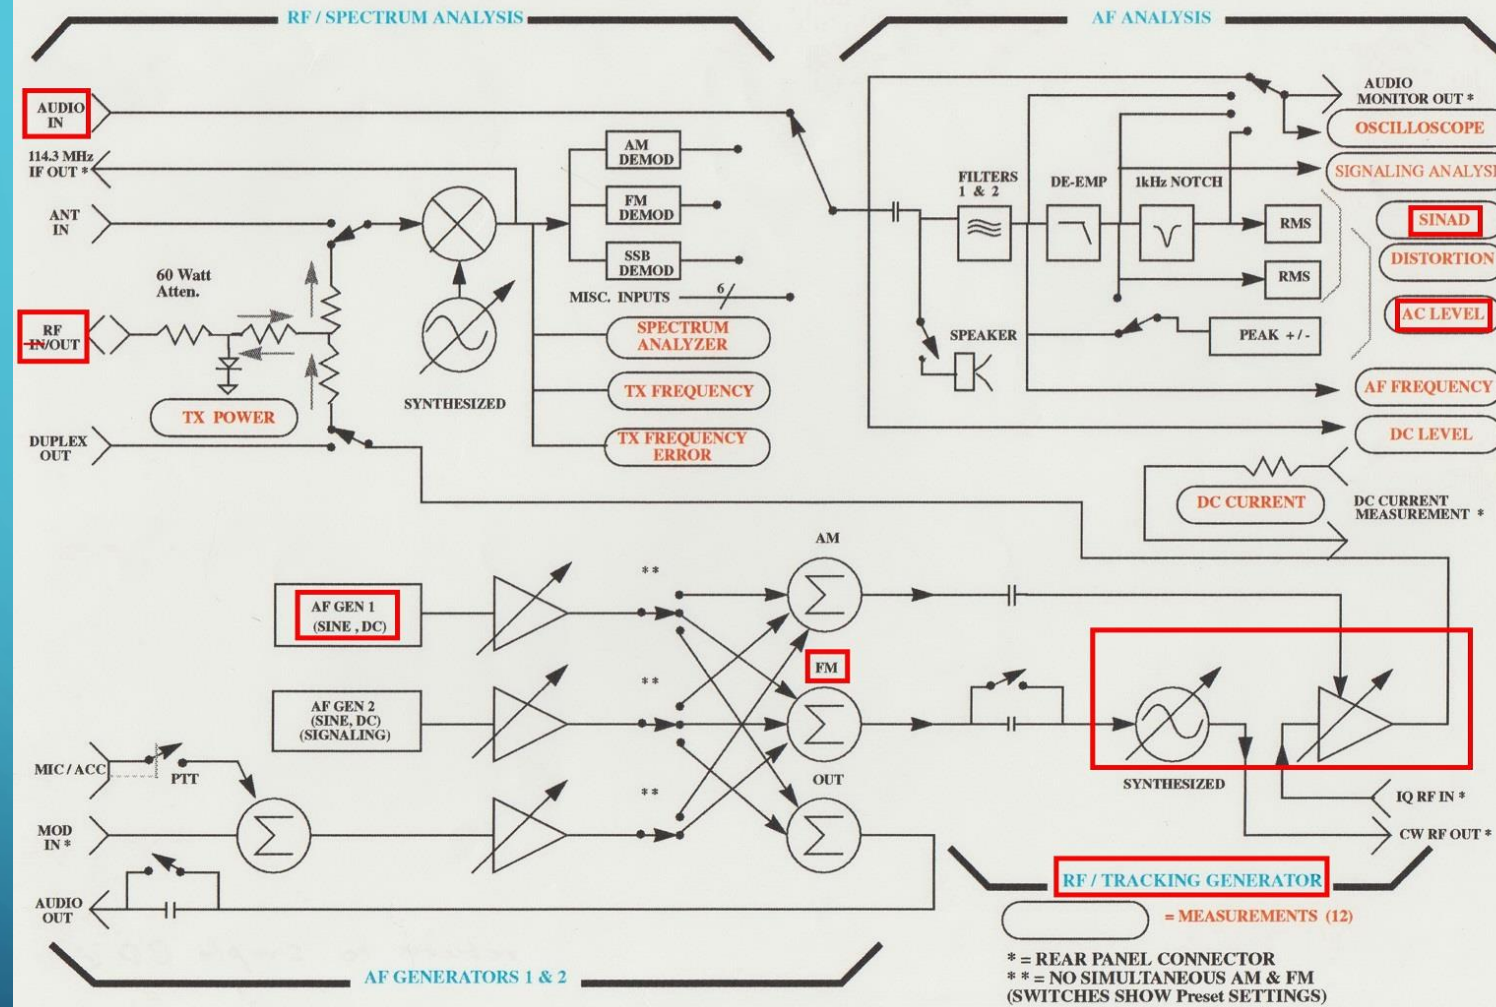 RF / SPECTRUM ANALYSIS
AF ANALYSIS
AUDIO
IN
114.3 MHz
IF OUT *
ANT
IN
60 Watt
Atten.
RF
IN/OUT
TX POWER
DUPLEX
OUT
SYNTHESIZED
AM
DEMOD
FM
DEMOD
SSB
DEMOD
MISC. INPUTS
6
SPECTRUM
ANALYZER
TX FREQUENCY
TX FREQUENCY
ERROR
SPEAKER
FILTERS
1 & 2
DE-EMP
1kHz NOTCH
RMS
RMS
PEAK +/-
AUDIO
MONITOR OUT *
OSCILLOSCOPE
SIGNALING ANALYS
SINAD
DISTORTION
AC LEVEL
AF FREQUENCY
DC LEVEL
DC CURRENT
DC CURRENT
MEASUREMENT *
AF GEN 1
(SINE , DC)
AF GEN 2
(SINE, DC)
(SIGNALING)
MIC / ACC
PTT
MOD
IN *
AUDIO
OUT
* *
* *
* *
AM
Σ
FM
Σ
OUT
Σ
Σ
SYNTHESIZED
IQ RF IN *
CW RF OUT *
RF / TRACKING GENERATOR
AF GENERATORS 1 & 2
= MEASUREMENTS (12)
* = REAR PANEL CONNECTOR
* * = NO SIMULTANEOUS AM & FM
(SWITCHES SHOW Preset SETTINGS)